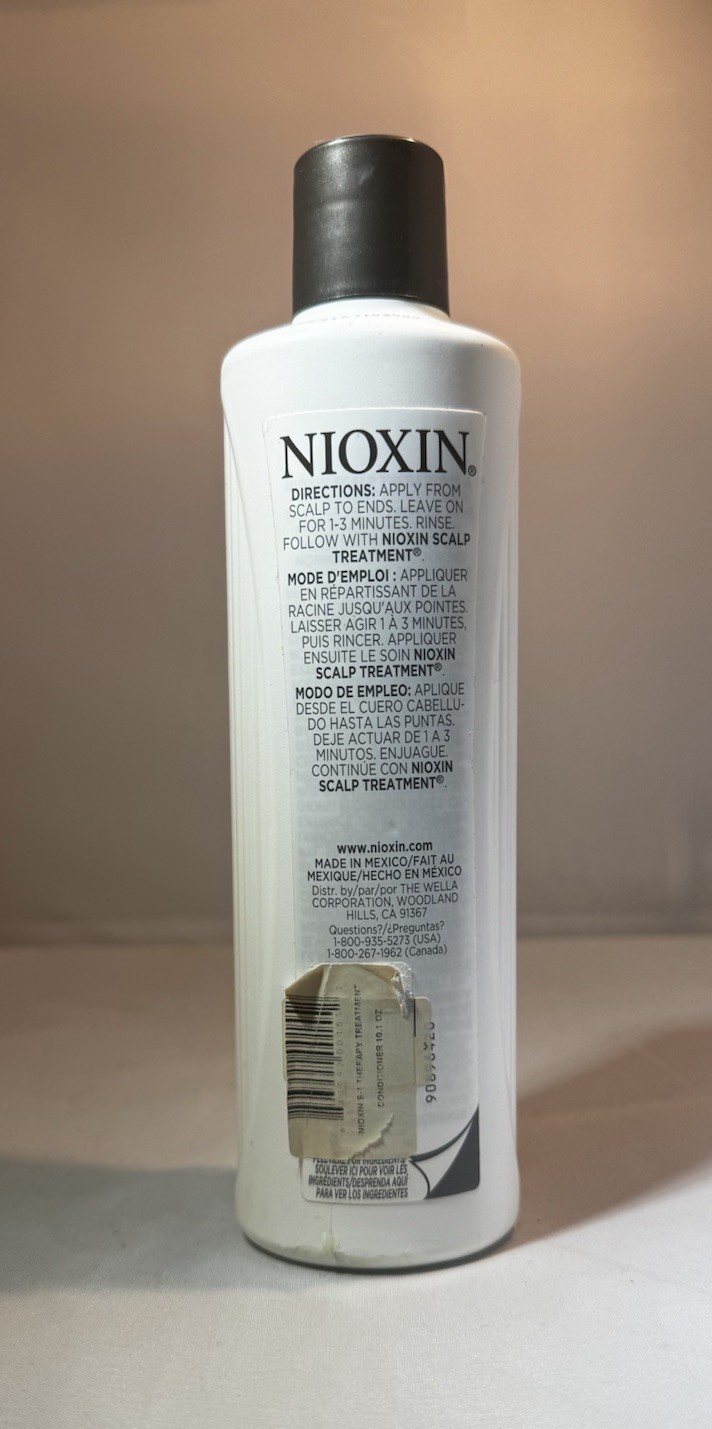 NIOXIN®
DIRECTIONS: APPLY FROM
SCALP TO ENDS. LEAVE ON
FOR 1-3 MINUTES. RINSE.
FOLLOW WITH NIOXIN SCALP
TREATMENT®.
MODE D'EMPLOI : APPLIQUER
EN RÉPARTISSANT DE LA
RACINE JUSQU'AUX POINTES.
LAISSER AGIR 1 À 3 MINUTES,
PUIS RINCER. APPLIQUER
ENSUITE LE SOIN NIOXIN
SCALP TREATMENT®.
MODO DE EMPLEO: APLIQUE
DESDE EL CUERO CABELLU-
DO HASTA LAS PUNTAS.
DEJE ACTUAR DE 1 A 3
MINUTOS. ENJUAGUE.
CONTINÚE CON NIOXIN
SCALP TREATMENT®.
www.nioxin.com
MADE IN MEXICO/FAIT AU
MEXIQUE/HECHO EN MÉXICO
Distr. by/par/por THE WELLA
CORPORATION, WOODLAND
HILLS, CA 91367
Questions?/¿Preguntas?
1-800-935-5273 (USA)
1-800-267-1962 (Canada)
THERAPY TREATMENT
CONDITIONER 10.1 OZ
PEEL HERE FOR INGREDIENTS
SOULEVER ICI POUR VOIR LES
INGRÉDIENTS/DESPRENDA AQUÍ
PARA VER LOS INGREDIENTES